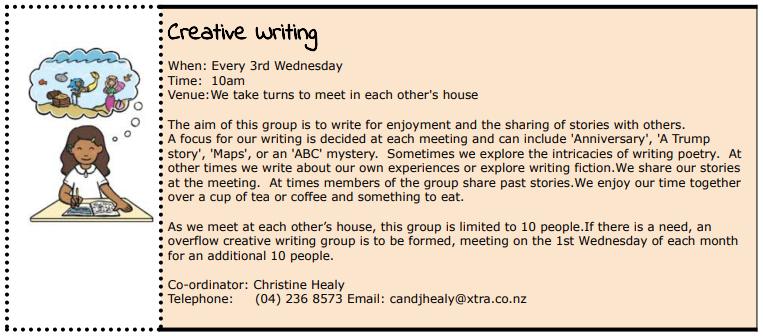 Creative writing
When: Every 3rd Wednesday
Time: 10am
Venue:We take turns to meet in each other's house
The aim of this group is to write for enjoyment and the sharing of stories with others.
A focus for our writing is decided at each meeting and can include 'Anniversary', 'A Trump
story', 'Maps', or an 'ABC' mystery. Sometimes we explore the intricacies of writing poetry. At
other times we write about our own experiences or explore writing fiction.We share our stories
at the meeting. At times members of the group share past stories.We enjoy our time together
over a cup of tea or coffee and something to eat.
As we meet at each other’s house, this group is limited to 10 people.If there is a need, an
overflow creative writing group is to be formed, meeting on the 1st Wednesday of each month
for an additional 10 people.
Co-ordinator: Christine Healy
Telephone: (04) 236 8573 Email: candjhealy@xtra.co.nz